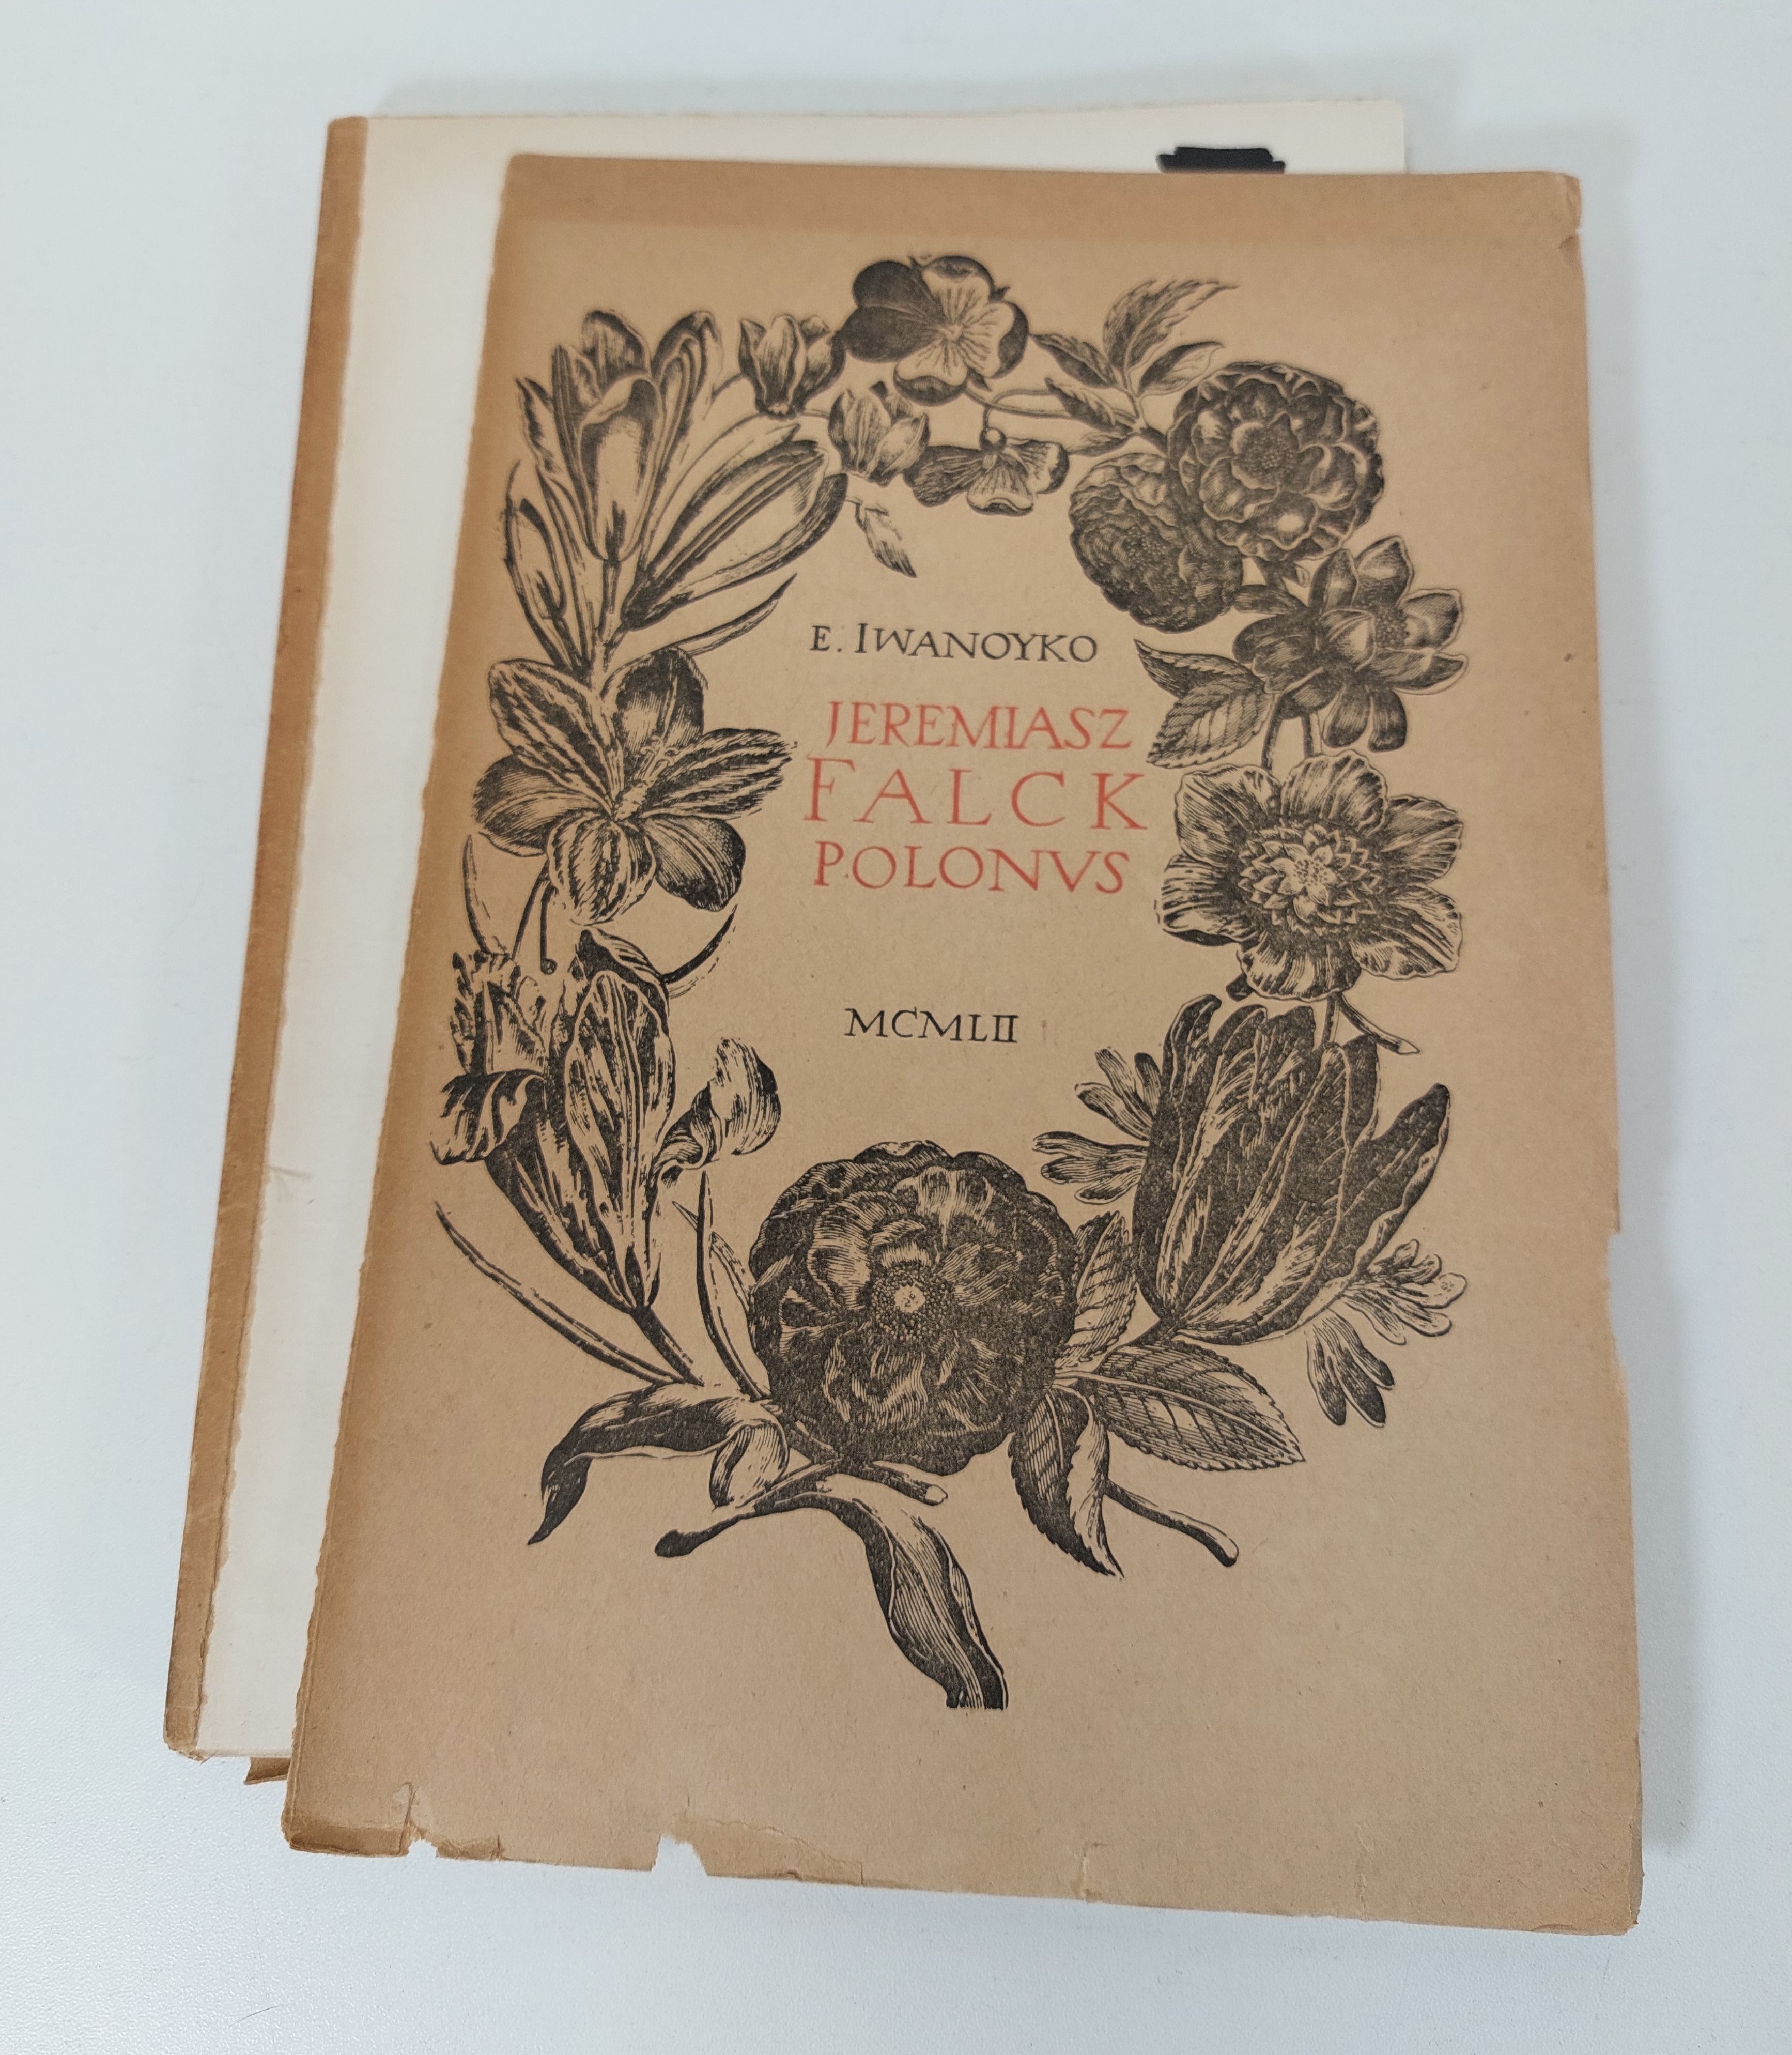 E. IWANOYKO
JEREMIASZ
FALCK
POLONVS
MCMLII